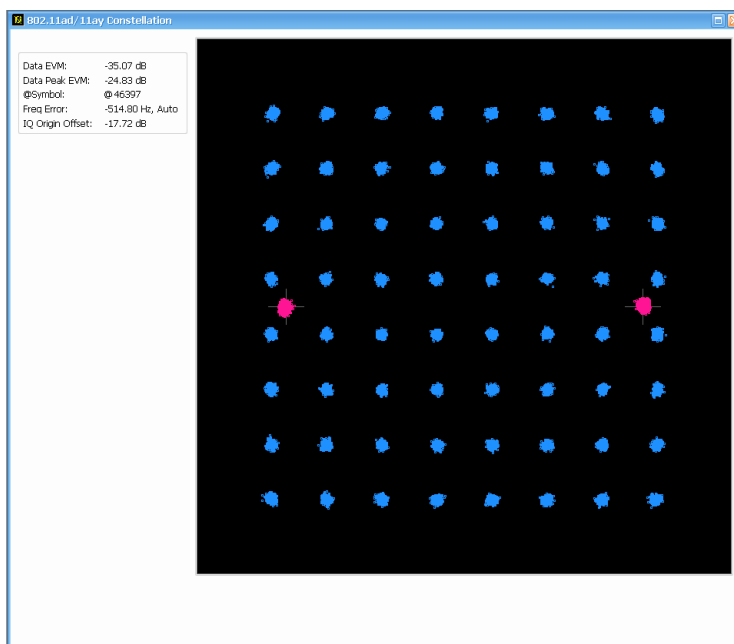 802.11ad/11ay Constellation
Data EVM: -35.07 dB
Data Peak EVM: -24.83 dB
@Symbol: @ 46397
Freq Error: -514.80 Hz, Auto
IQ Origin Offset: -17.72 dB